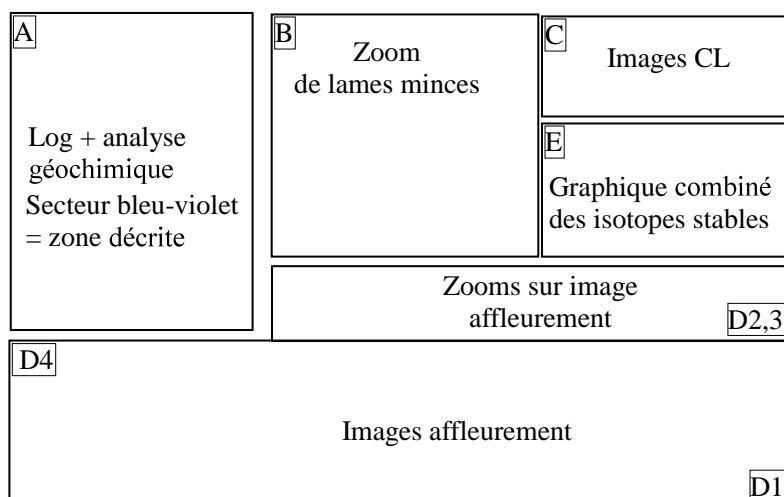 A
Log + analyse
géochimique
Secteur bleu-violet
= zone décrite
B
Zoom
de lames minces
C
Images CL
E
Graphique combiné
des isotopes stables
Zooms sur image
affleurement
D2,3
D4
Images affleurement
D1